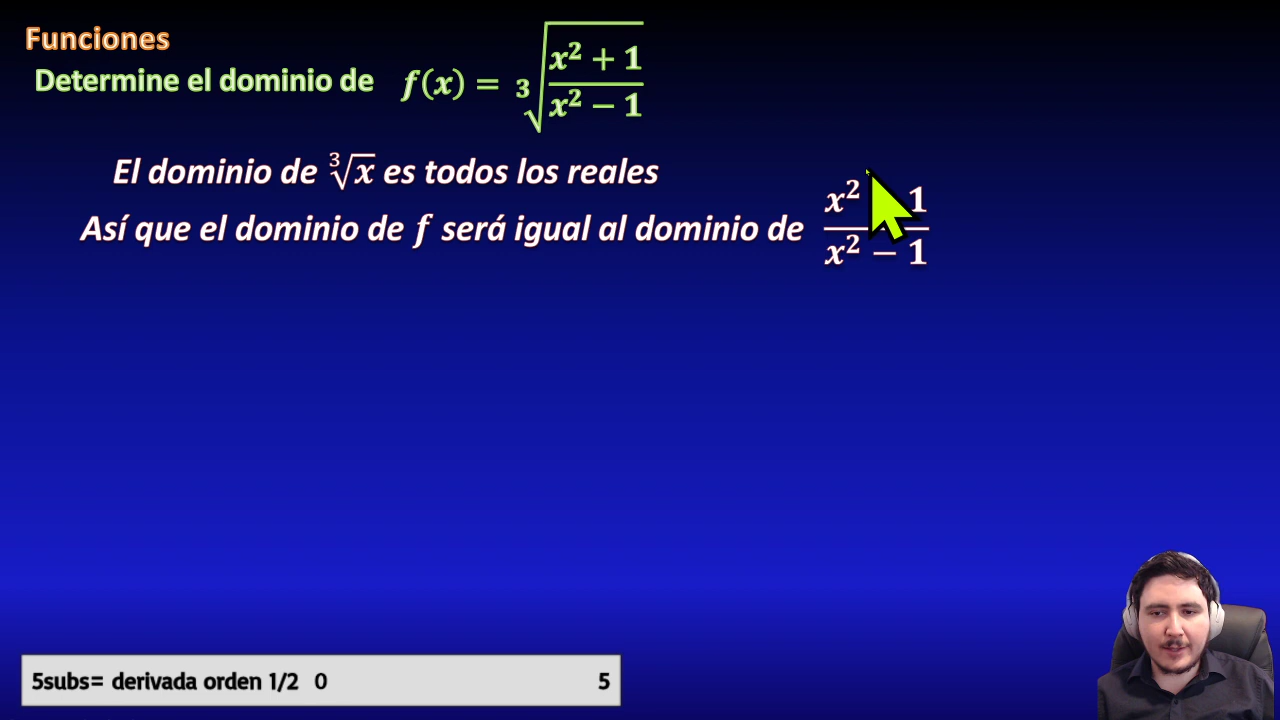 Funciones
Determine el dominio de f(x) = ∛((x² + 1)/(x² − 1))
El dominio de ∛x es todos los reales
Así que el dominio de f será igual al dominio de (x² 1)/(x² − 1)
5subs= derivada orden 1/2 0 5